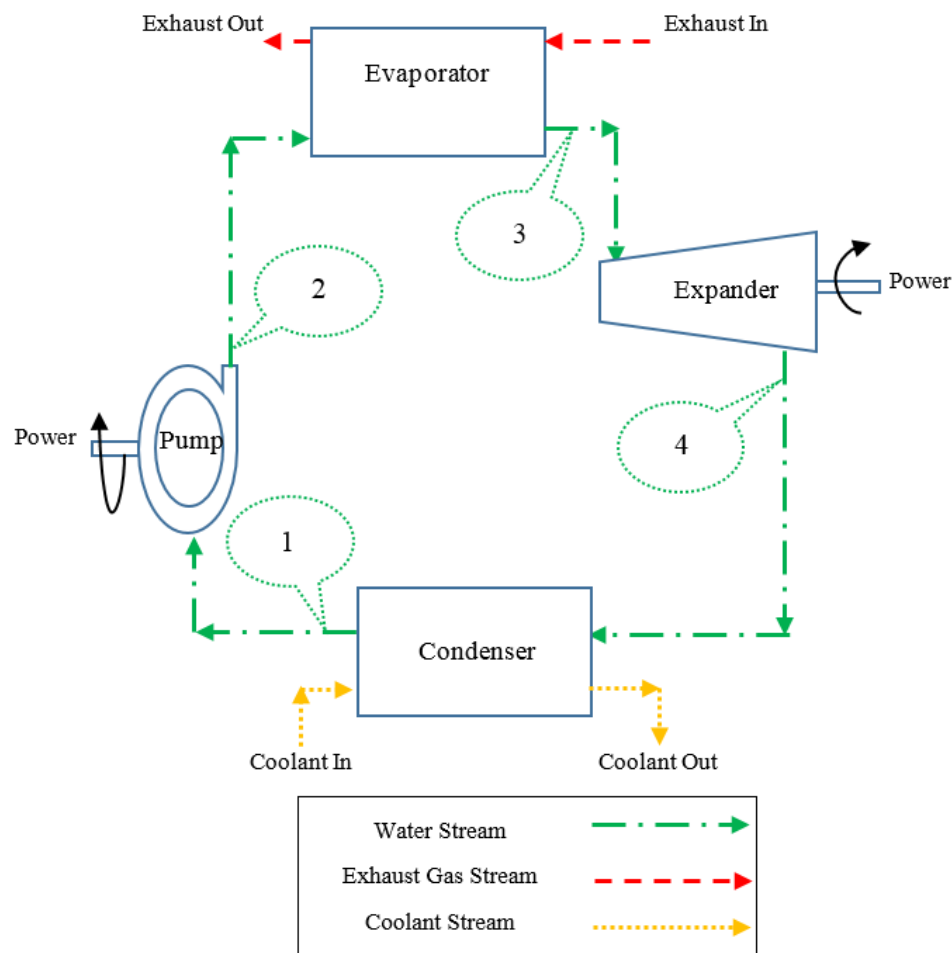 Exhaust Out
Exhaust In
Evaporator
3
2
Expander
Power
Power
Pump
4
1
Condenser
Coolant In
Coolant Out
Water Stream
Exhaust Gas Stream
Coolant Stream